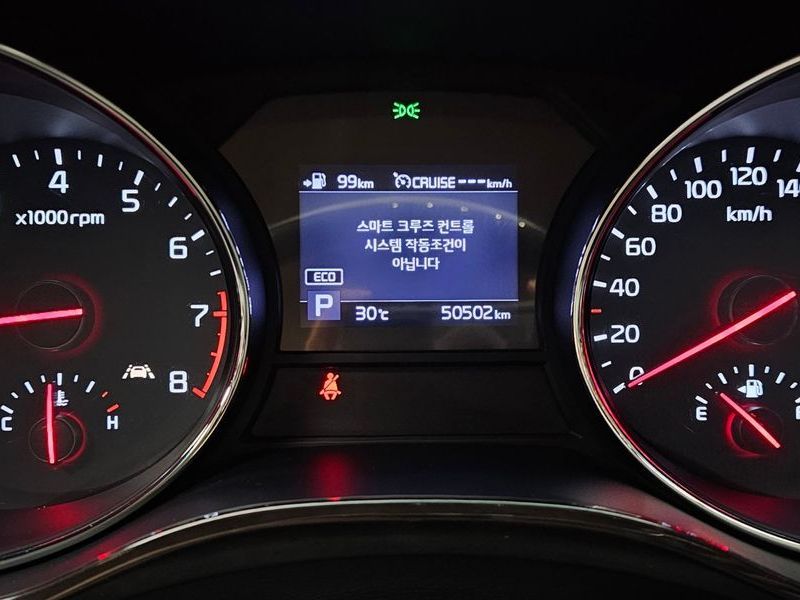 4
5
6
7
8
x1000rpm
C
H
99km CRUISE---km/h
스마트 크루즈 컨트롤
시스템 작동조건이
아닙니다
ECO
P 30℃ 50502km
0
20
40
60
80
100
120
km/h
E